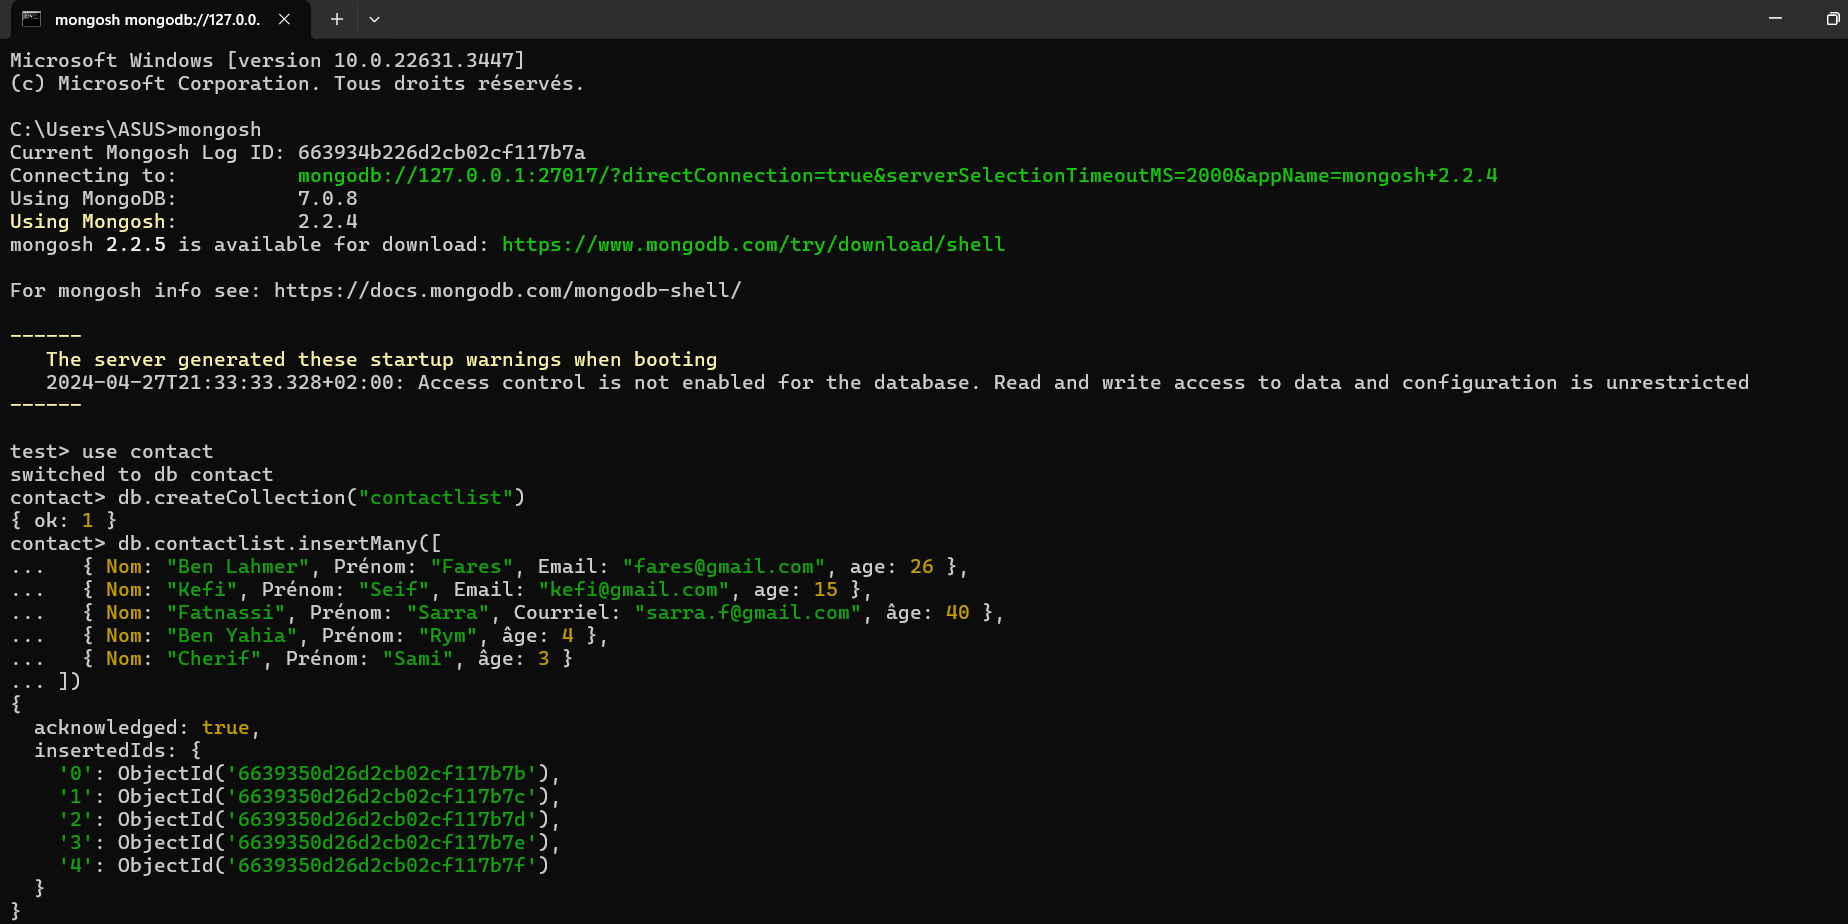 mongosh mongodb://127.0.0.
Microsoft Windows [version 10.0.22631.3447]
(c) Microsoft Corporation. Tous droits réservés.
C:\Users\ASUS>mongosh
Current Mongosh Log ID: 663934b226d2cb02cf117b7a
Connecting to:          mongodb://127.0.0.1:27017/?directConnection=true&serverSelectionTimeoutMS=2000&appName=mongosh+2.2.4
Using MongoDB:          7.0.8
Using Mongosh:          2.2.4
mongosh 2.2.5 is available for download: https://www.mongodb.com/try/download/shell
For mongosh info see: https://docs.mongodb.com/mongodb-shell/
------
   The server generated these startup warnings when booting
   2024-04-27T21:33:33.328+02:00: Access control is not enabled for the database. Read and write access to data and configuration is unrestricted
------
test> use contact
switched to db contact
contact> db.createCollection("contactlist")
{ ok: 1 }
contact> db.contactlist.insertMany([
...   { Nom: "Ben Lahmer", Prénom: "Fares", Email: "fares@gmail.com", age: 26 },
...   { Nom: "Kefi", Prénom: "Seif", Email: "kefi@gmail.com", age: 15 },
...   { Nom: "Fatnassi", Prénom: "Sarra", Courriel: "sarra.f@gmail.com", âge: 40 },
...   { Nom: "Ben Yahia", Prénom: "Rym", âge: 4 },
...   { Nom: "Cherif", Prénom: "Sami", âge: 3 }
... ])
{
  acknowledged: true,
  insertedIds: {
    '0': ObjectId('6639350d26d2cb02cf117b7b'),
    '1': ObjectId('6639350d26d2cb02cf117b7c'),
    '2': ObjectId('6639350d26d2cb02cf117b7d'),
    '3': ObjectId('6639350d26d2cb02cf117b7e'),
    '4': ObjectId('6639350d26d2cb02cf117b7f')
  }
}